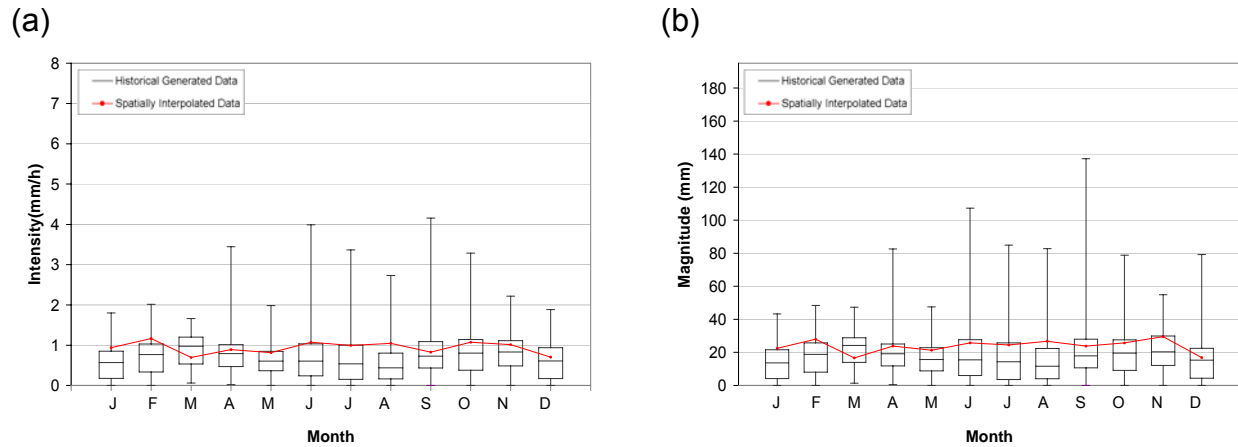 (a)
8
7
6
5
4
3
2
1
0
Intensity(mm/h)
Historical Generated Data
Spatially Interpolated Data
J F M A M J J A S O N D
Month
(b)
180
160
140
120
100
80
60
40
20
0
Magnitude (mm)
Historical Generated Data
Spatially Interpolated Data
J F M A M J J A S O N D
Month